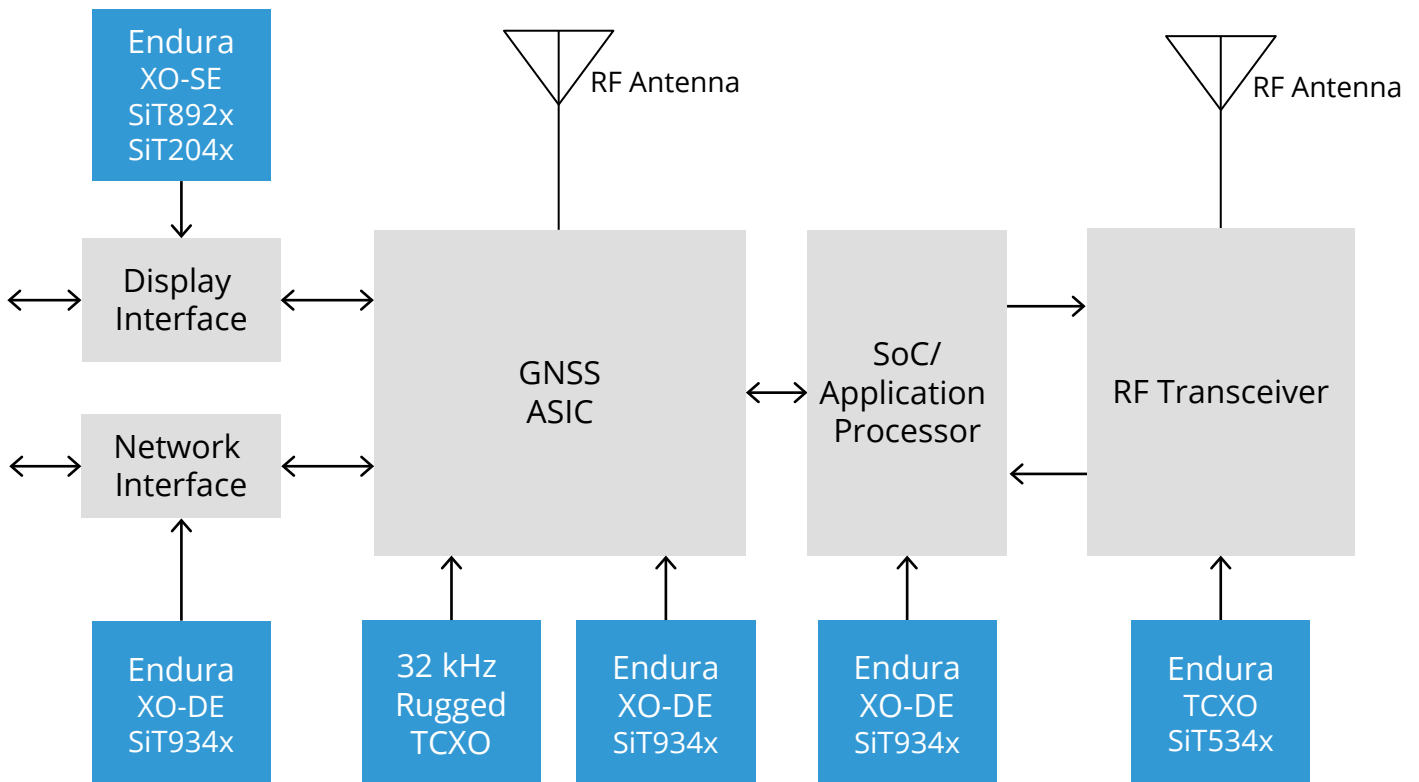 Endura
XO-SE
SiT892x
SiT204x
RF Antenna
RF Antenna
Display
Interface
GNSS
ASIC
SoC/
Application
Processor
RF Transceiver
Network
Interface
Endura
XO-DE
SiT934x
32 kHz
Rugged
TCXO
Endura
XO-DE
SiT934x
Endura
XO-DE
SiT934x
Endura
TCXO
SiT534x